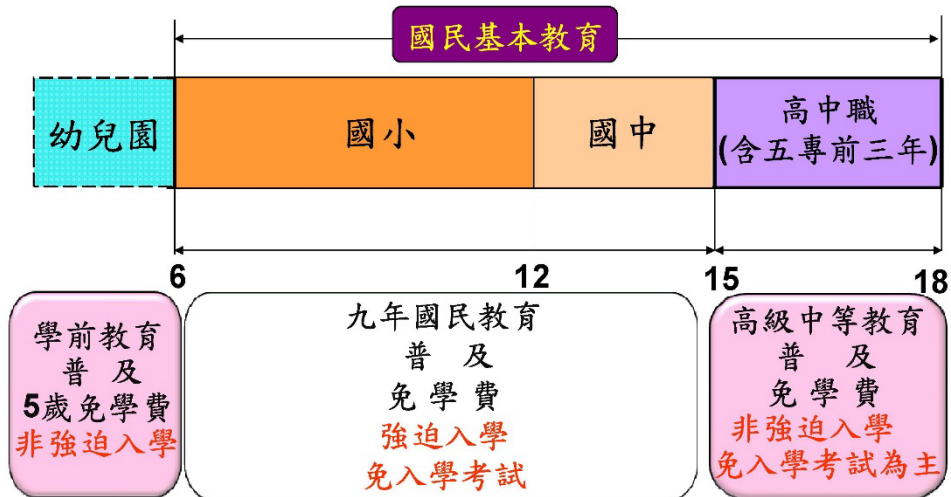 國民基本教育
幼兒園
國小
國中
高中職
(含五專前三年)
6
12
15
18
學前教育
普 及
5歲免學費
非強迫入學
九年國民教育
普 及
免學費
強迫入學
免入學考試
高級中等教育
普 及
免學費
非強迫入學
免入學考試為主